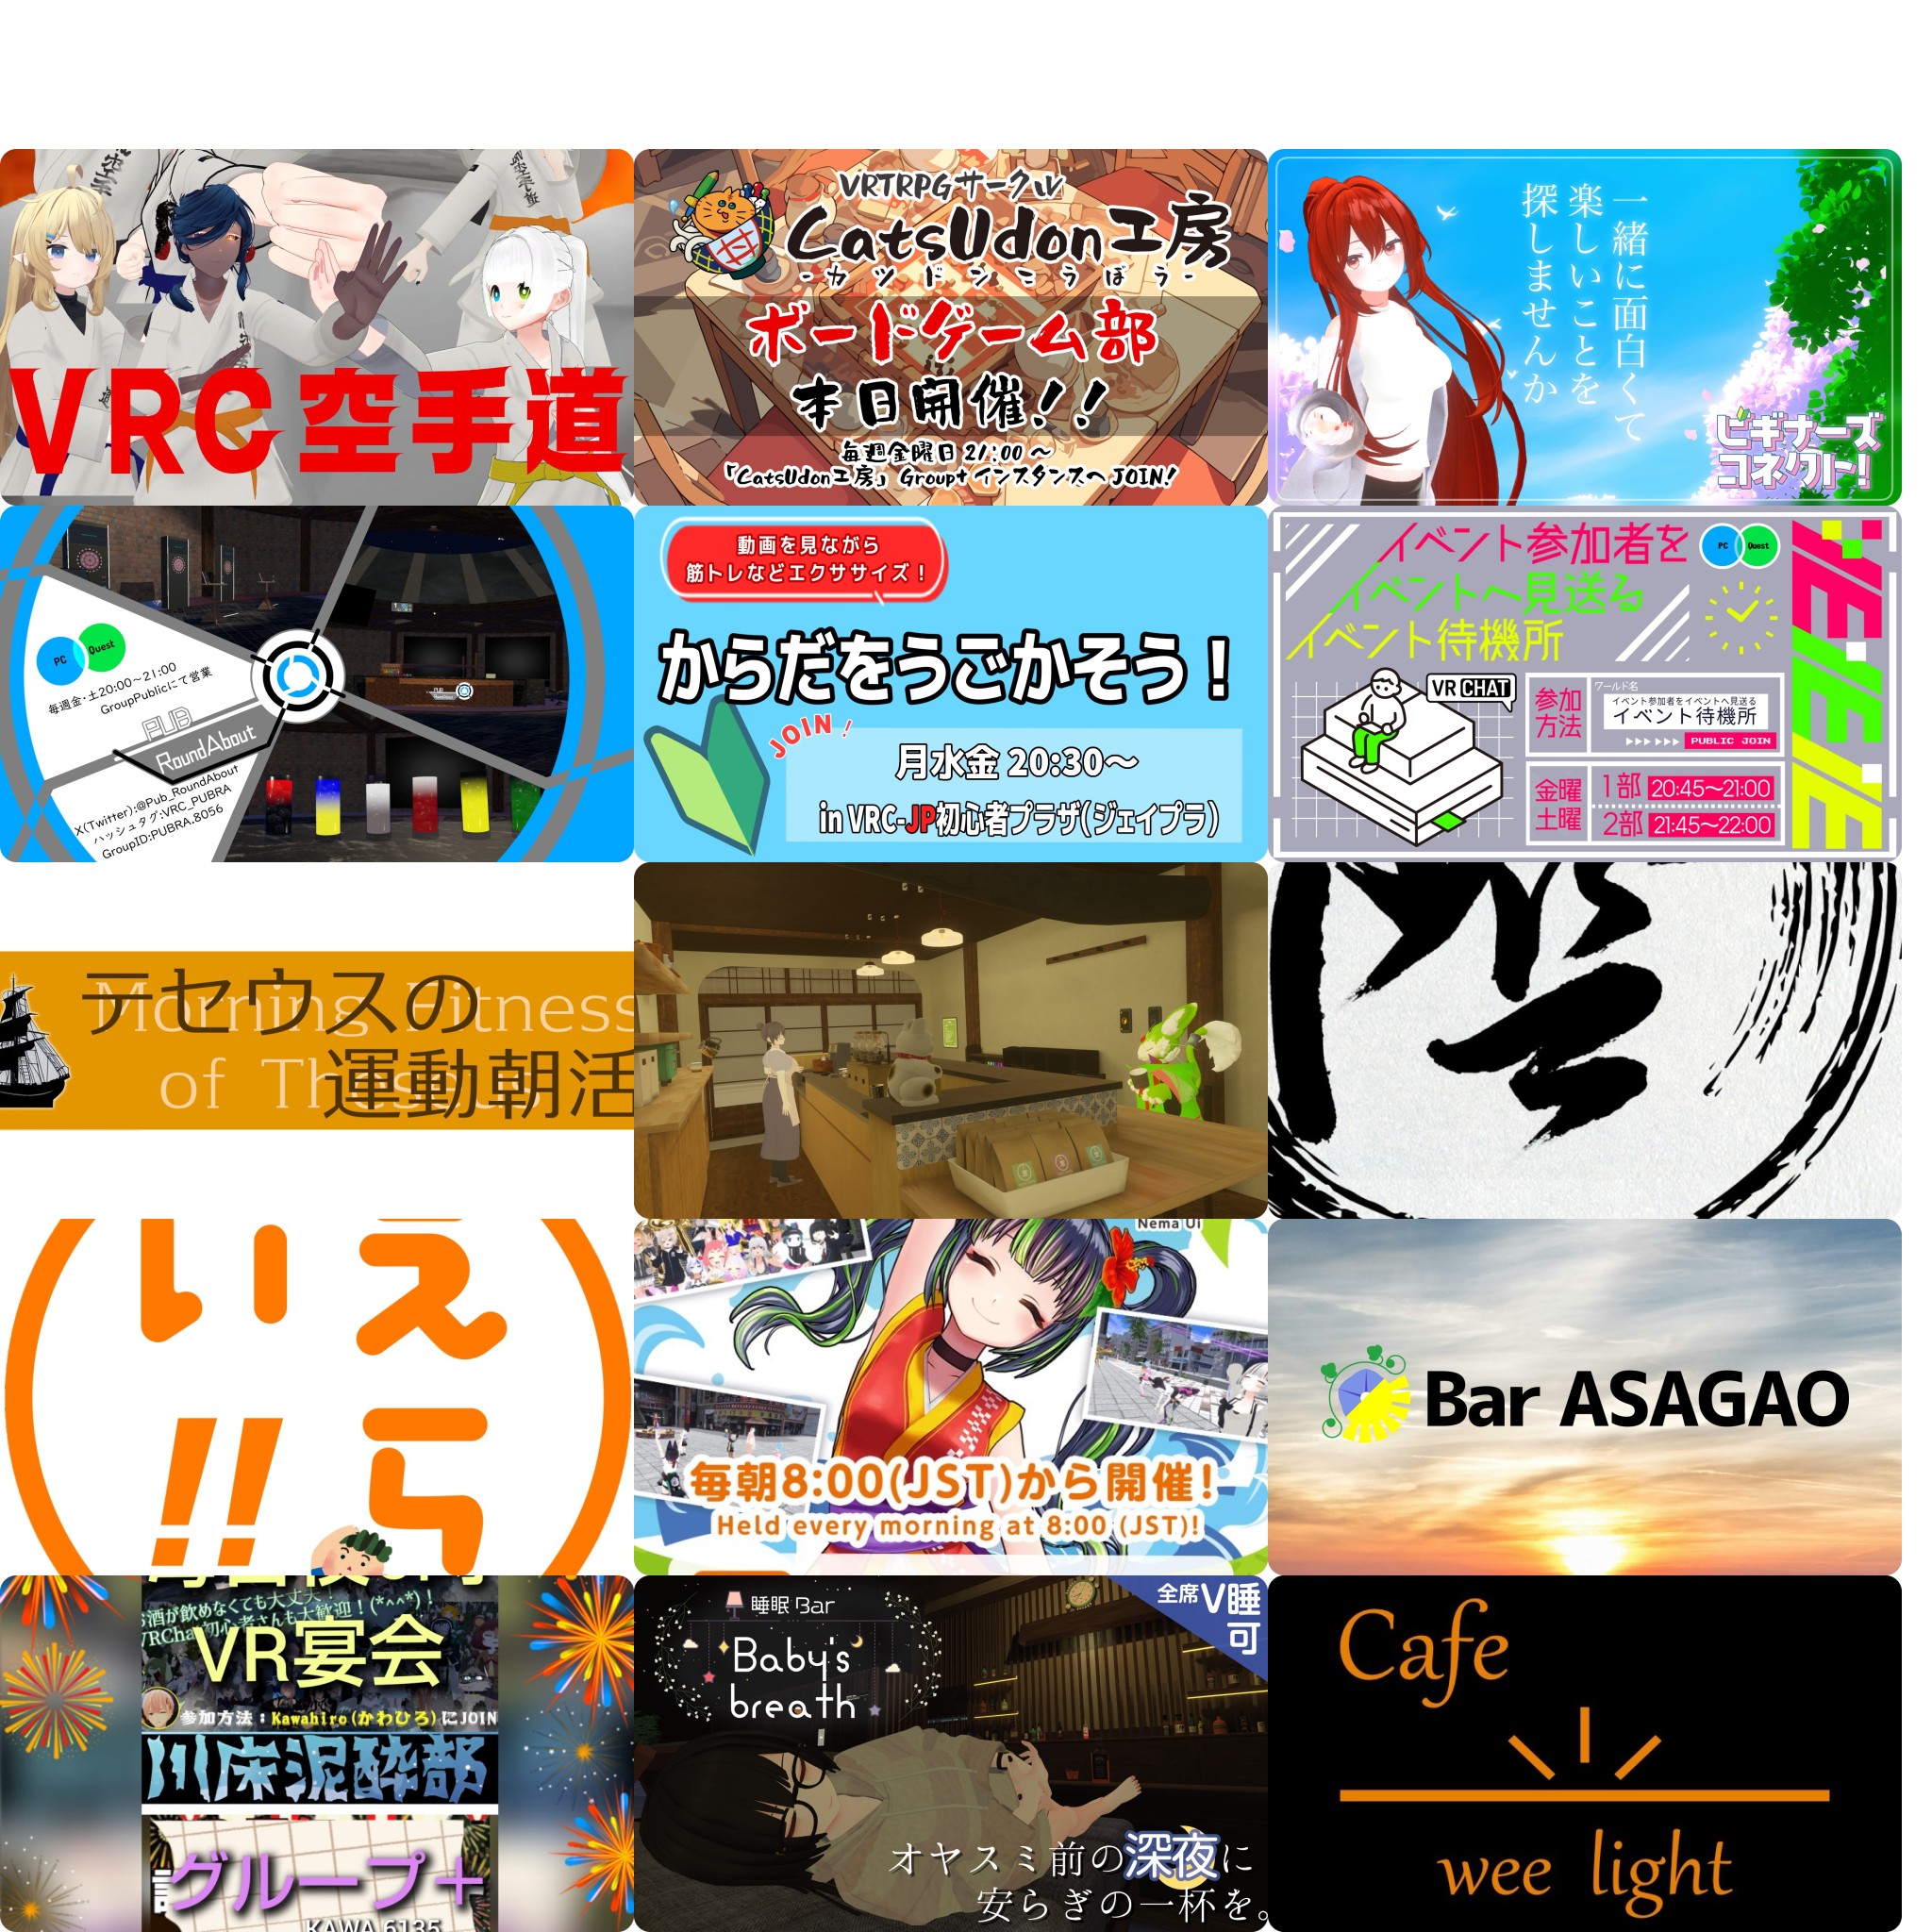 VRC空手道
VRTRPGサークル
CatsUdon工房
-カツドンこうぼう-
ボードゲーム部
本日開催!!
毎週金曜日 21:00 ～
「CatsUdon工房」 Group+ インスタンスへ JOIN!
一緒に面白くて
楽しいことを
探しませんか
ビギナーズ
コネクト!
PC Quest
毎週金・土20:00~21:00
GroupPublicにて営業
PUB
RoundAbout
X(Twitter):@Pub_RoundAbout
ハッシュタグ:VRC_PUBRA
GroupID:PUBRA.8056
動画を見ながら
筋トレなどエクササイズ！
からだをうごかそう！
JOIN！
月水金 20:30～
in VRC-JP初心者プラザ(ジェイプラ)
イベント参加者を
イベントへ見送る
イベント待機所
PC Quest
VR CHAT
参加
方法
ワールド名
イベント参加者をイベントへ見送る
イベント待機所
PUBLIC JOIN
金曜
土曜
1部 20:45～21:00
2部 21:45～22:00
テセウスの
運動朝活
Morning Fitness
of Theseus
えら
い!!
Nema Ui
毎朝8:00(JST)から開催!
Held every morning at 8:00 (JST)!
Bar ASAGAO
お酒が飲めなくても大丈夫
VRChat初心者さんも大歓迎！(*^^*)！
VR宴会
参加方法：Kawahiro(かわひろ)にJOIN
川床泥酔部
グループ+
KAWA.6135
睡眠 Bar
Baby's
breath
全席V睡
可
オヤスミ前の深夜に
安らぎの一杯を。
Cafe
wee light